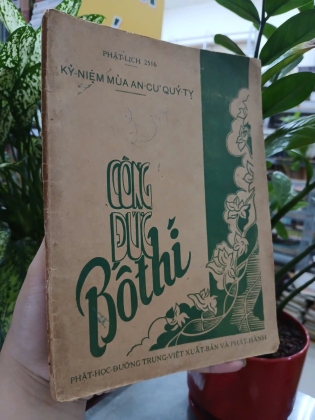 PHẬT-LỊCH 2516
KỶ NIỆM MÙA AN-CƯ QUÝ TỴ
CÔNG
ĐỨC
Bố thí
PHẬT-HỌC-ĐƯỜNG TRUNG-VIỆT XUẤT BẢN VÀ PHÁT-HÀNH